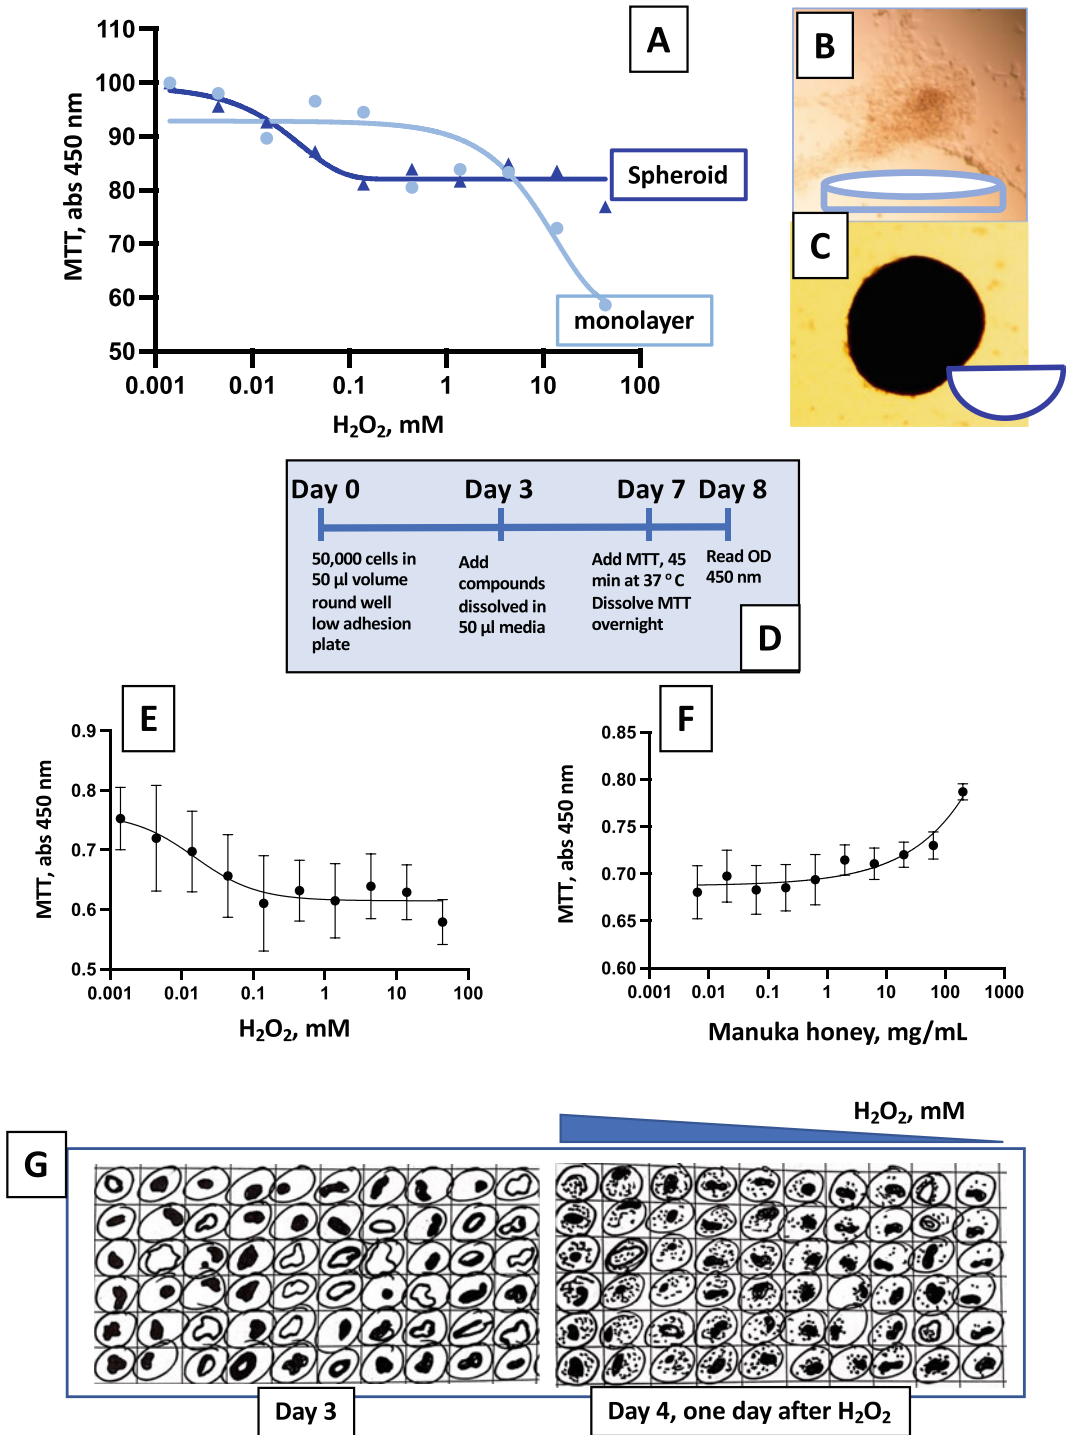 A
110
100
90
80
70
60
50
MTT, abs 450 nm
0.001
0.01
0.1
1
10
100
H₂O₂, mM
Spheroid
monolayer
B
C
Day 0
Day 3
Day 7
Day 8
50,000 cells in
50 µl volume
round well
low adhesion
plate
Add
compounds
dissolved in
50 µl media
Add MTT, 45
min at 37 ° C
Dissolve MTT
overnight
Read OD
450 nm
D
E
0.9
0.8
0.7
0.6
0.5
MTT, abs 450 nm
0.001
0.01
0.1
1
10
100
H₂O₂, mM
F
0.85
0.80
0.75
0.70
0.65
0.60
MTT, abs 450 nm
0.001
0.01
0.1
1
10
100
1000
Manuka honey, mg/mL
H₂O₂, mM
G
Day 3
Day 4, one day after H₂O₂